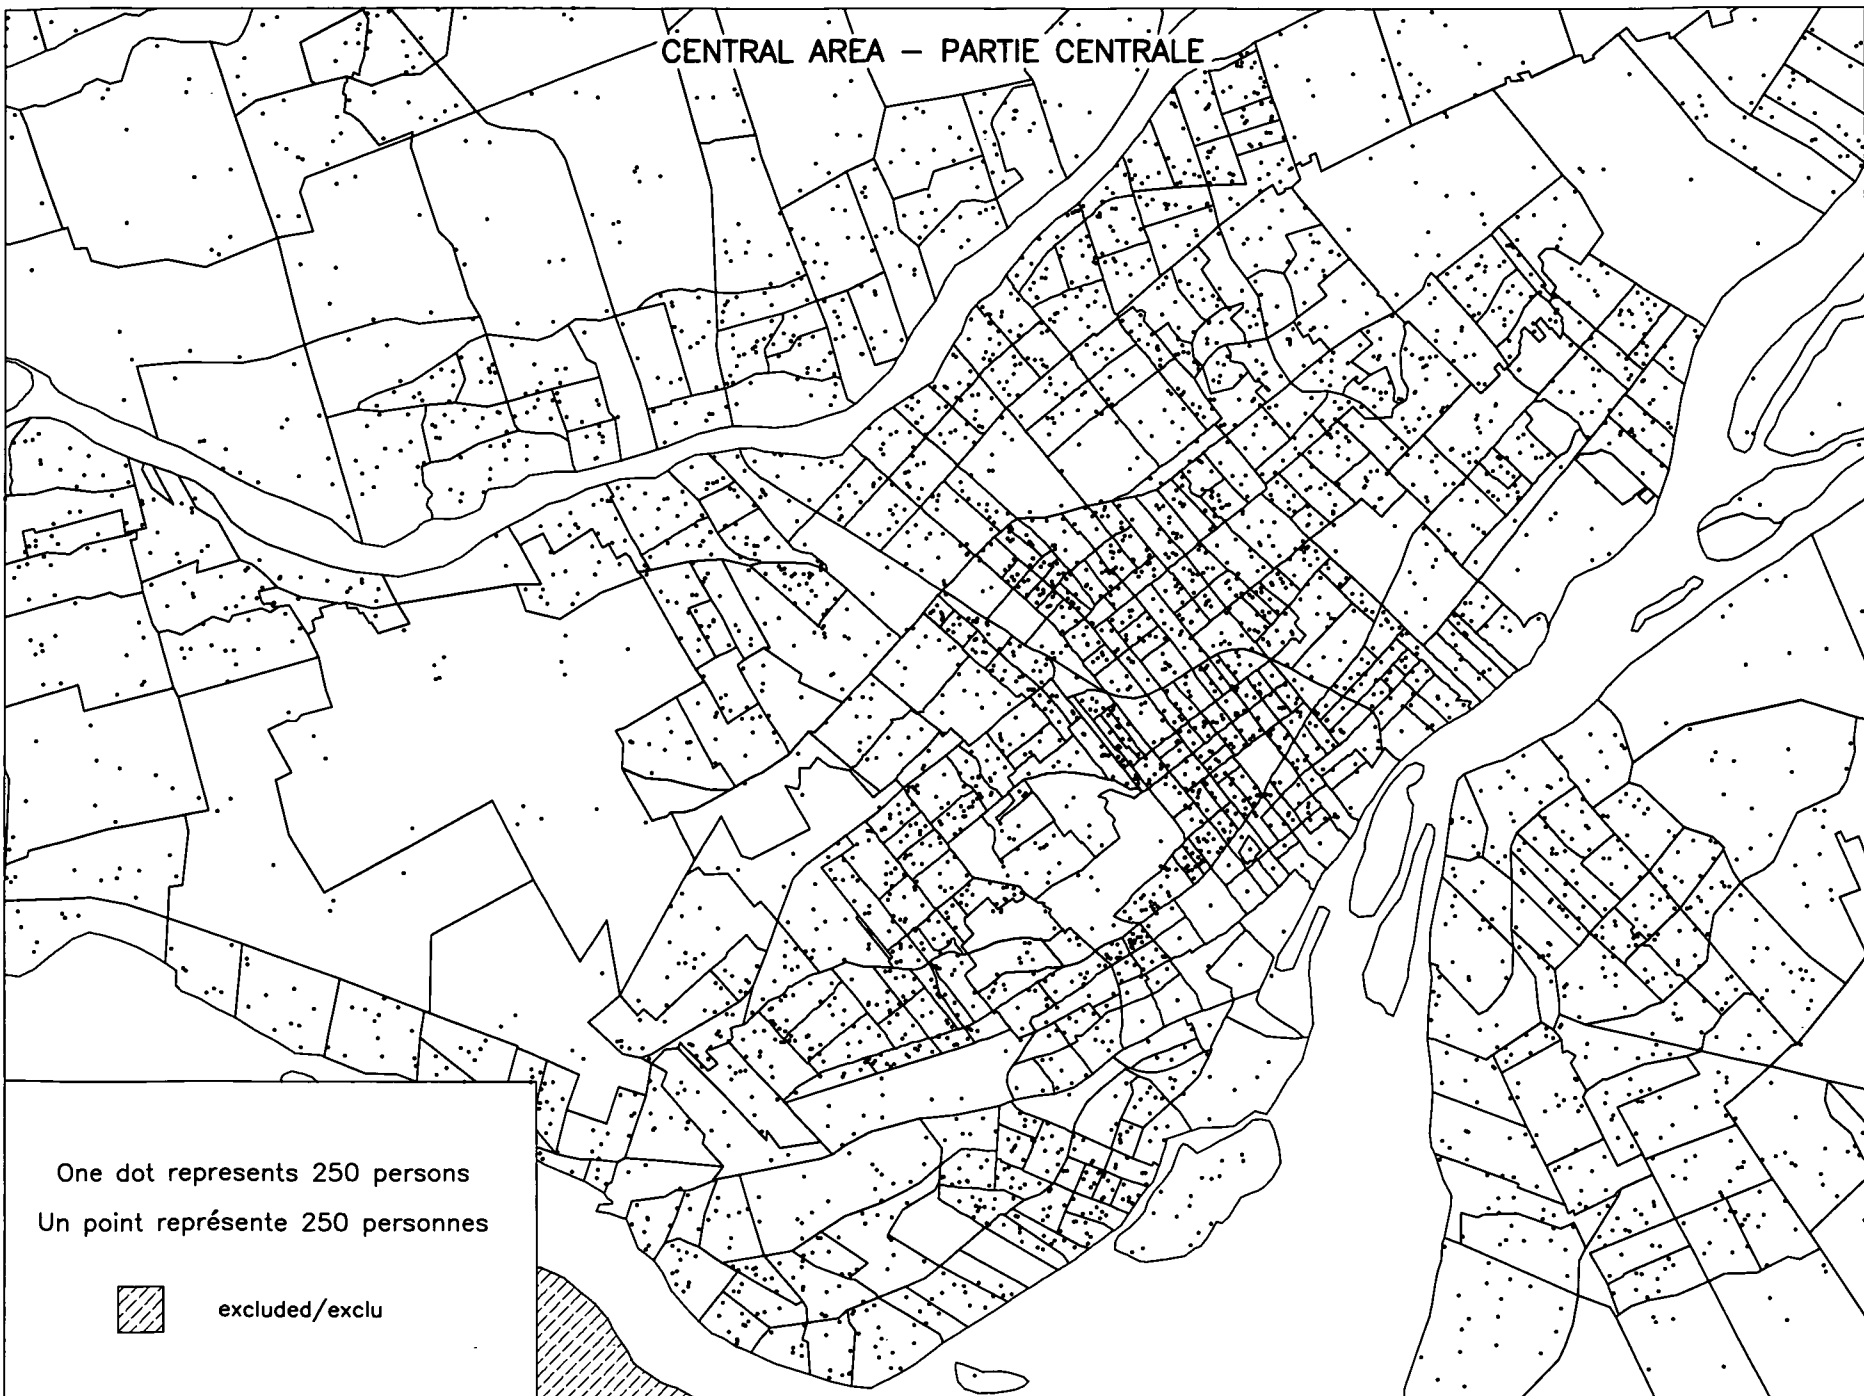 CENTRAL AREA – PARTIE CENTRALE
One dot represents 250 persons
Un point représente 250 personnes
excluded/exclu